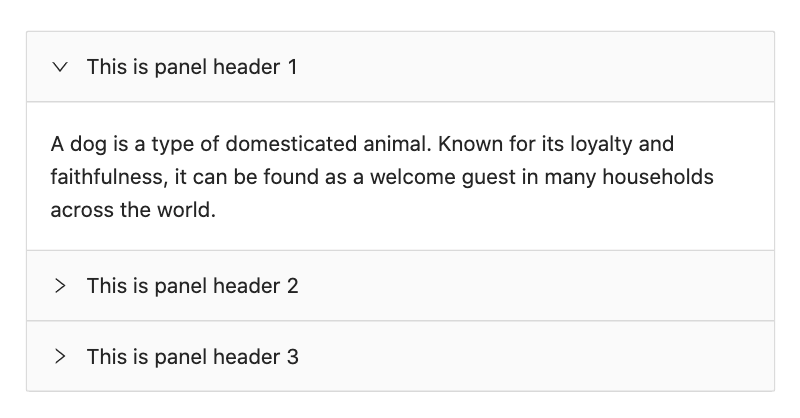 This is panel header 1
A dog is a type of domesticated animal. Known for its loyalty and
faithfulness, it can be found as a welcome guest in many households
across the world.
This is panel header 2
This is panel header 3